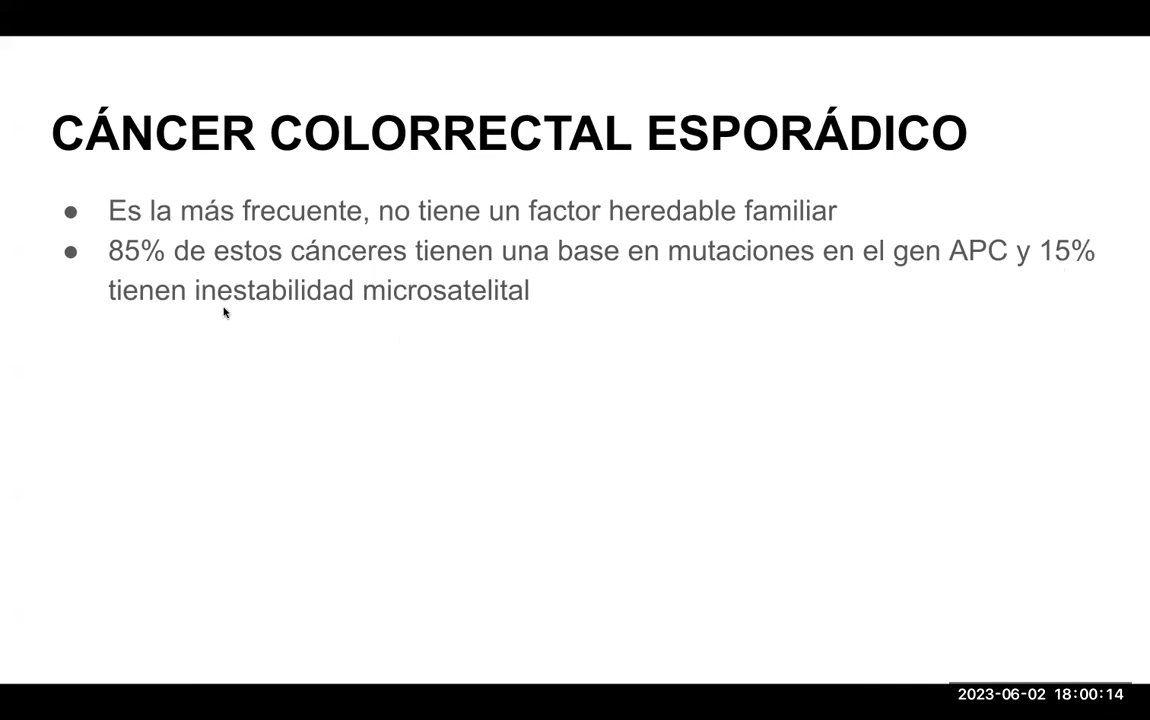 CÁNCER COLORRECTAL ESPORÁDICO
● Es la más frecuente, no tiene un factor heredable familiar
● 85% de estos cánceres tienen una base en mutaciones en el gen APC y 15%
tienen inestabilidad microsatelital
2023-06-02 18:00:14